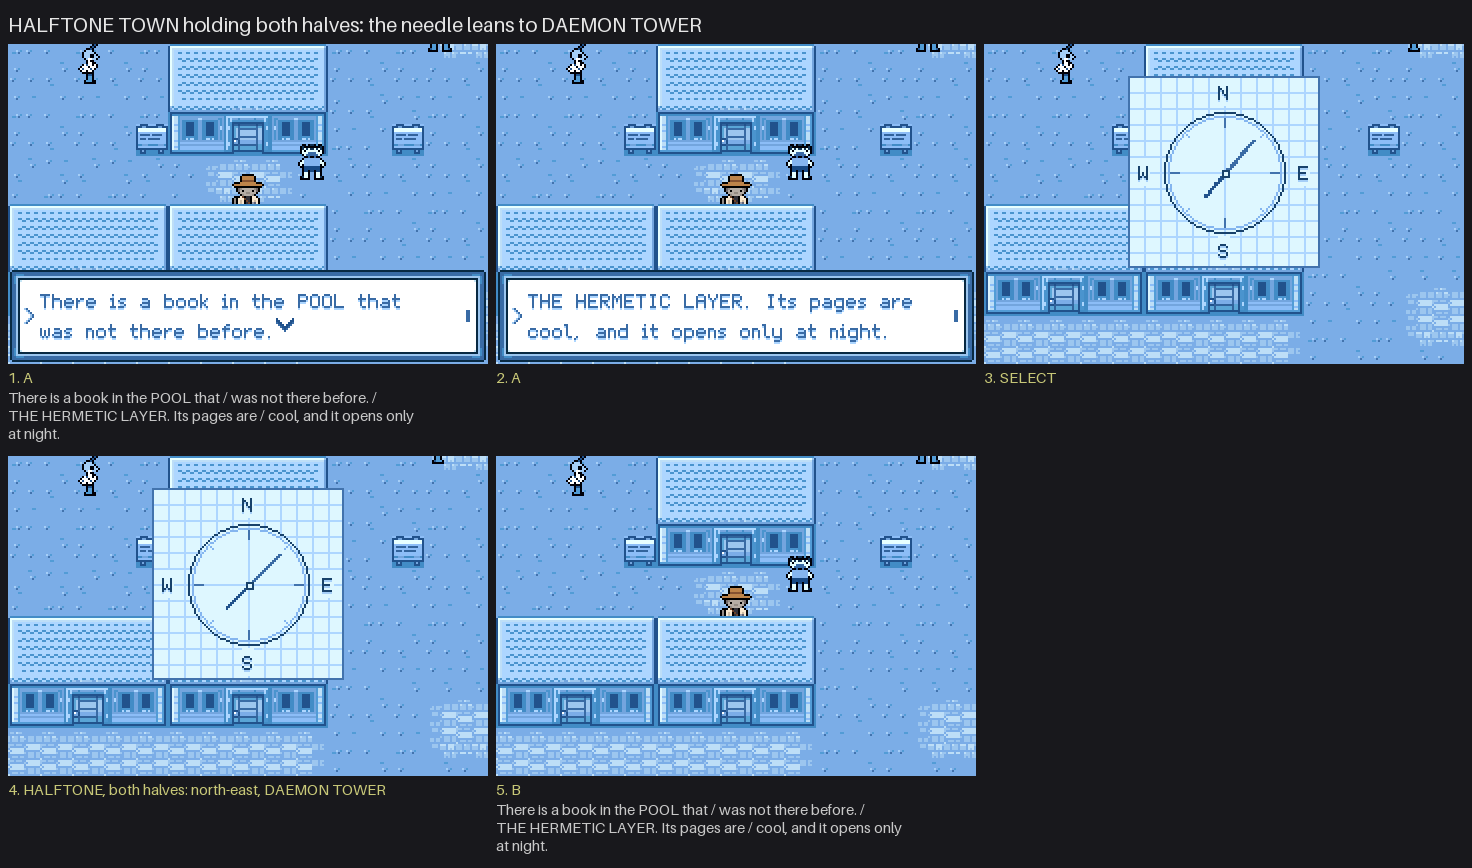 HALFTONE TOWN holding both halves: the needle leans to DAEMON TOWER
There is a book in the POOL that
was not there before.
THE HERMETIC LAYER. Its pages are
cool, and it opens only at night.
N
W E
S
1. A
There is a book in the POOL that / was not there before. /
THE HERMETIC LAYER. Its pages are / cool, and it opens only
at night.
2. A
3. SELECT
N
W E
S
4. HALFTONE, both halves: north-east, DAEMON TOWER
5. B
There is a book in the POOL that / was not there before. /
THE HERMETIC LAYER. Its pages are / cool, and it opens only
at night.